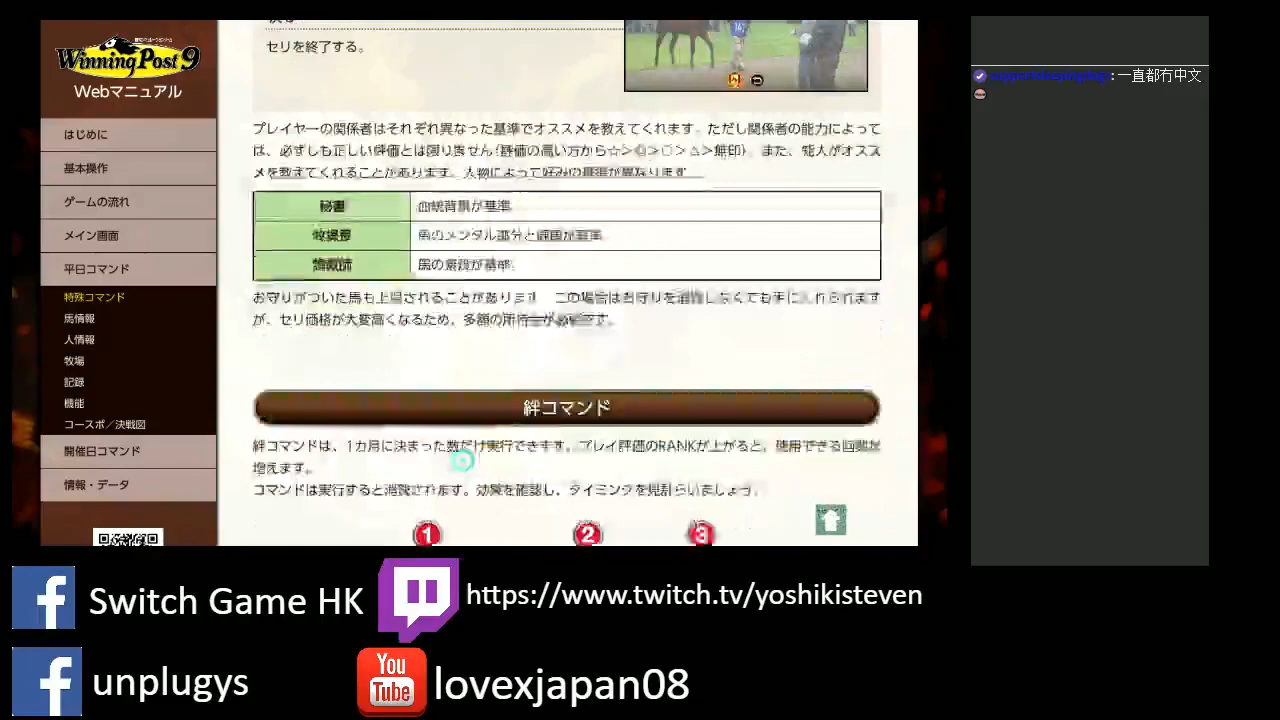 Winning Post 9
Webマニュアル
はじめに
基本操作
ゲームの流れ
メイン画面
平日コマンド
特殊コマンド
馬情報
人情報
牧場
記録
機能
コースポ／決戦図
開催日コマンド
情報・データ
セリを終了する。
プレイヤーの関係者はそれぞれ異なった基準でオススメを教えてくれます。ただし関係者の能力によって
は、必ずしも正しい評価とは限りません（評価の高い方から☆＞◎＞○＞△＞無印）。また、知人がオスス
メを教えてくれることがあります。人物によって好みの基準が異なります
秘書 血統背景が基準
牧場長 馬のメンタル部分と
調教師 馬の
お守りがついた馬も上場されることがあります この場合はお守りを消費しなくても手に入れられます
が、セリ価格が大変高くなるため、多額の所持金が必要です。
絆コマンド
絆コマンドは、1カ月に決まった数だけ実行できます。プレイ評価のRANKが上がると、使用できる回数が
増えます。
コマンドは実行すると消費されます。効果を確認し、タイミングを見計らいましょう。
1 2 3
: 一直都冇中文
Switch Game HK
https://www.twitch.tv/yoshikisteven
unplugys
You Tube
lovexjapan08